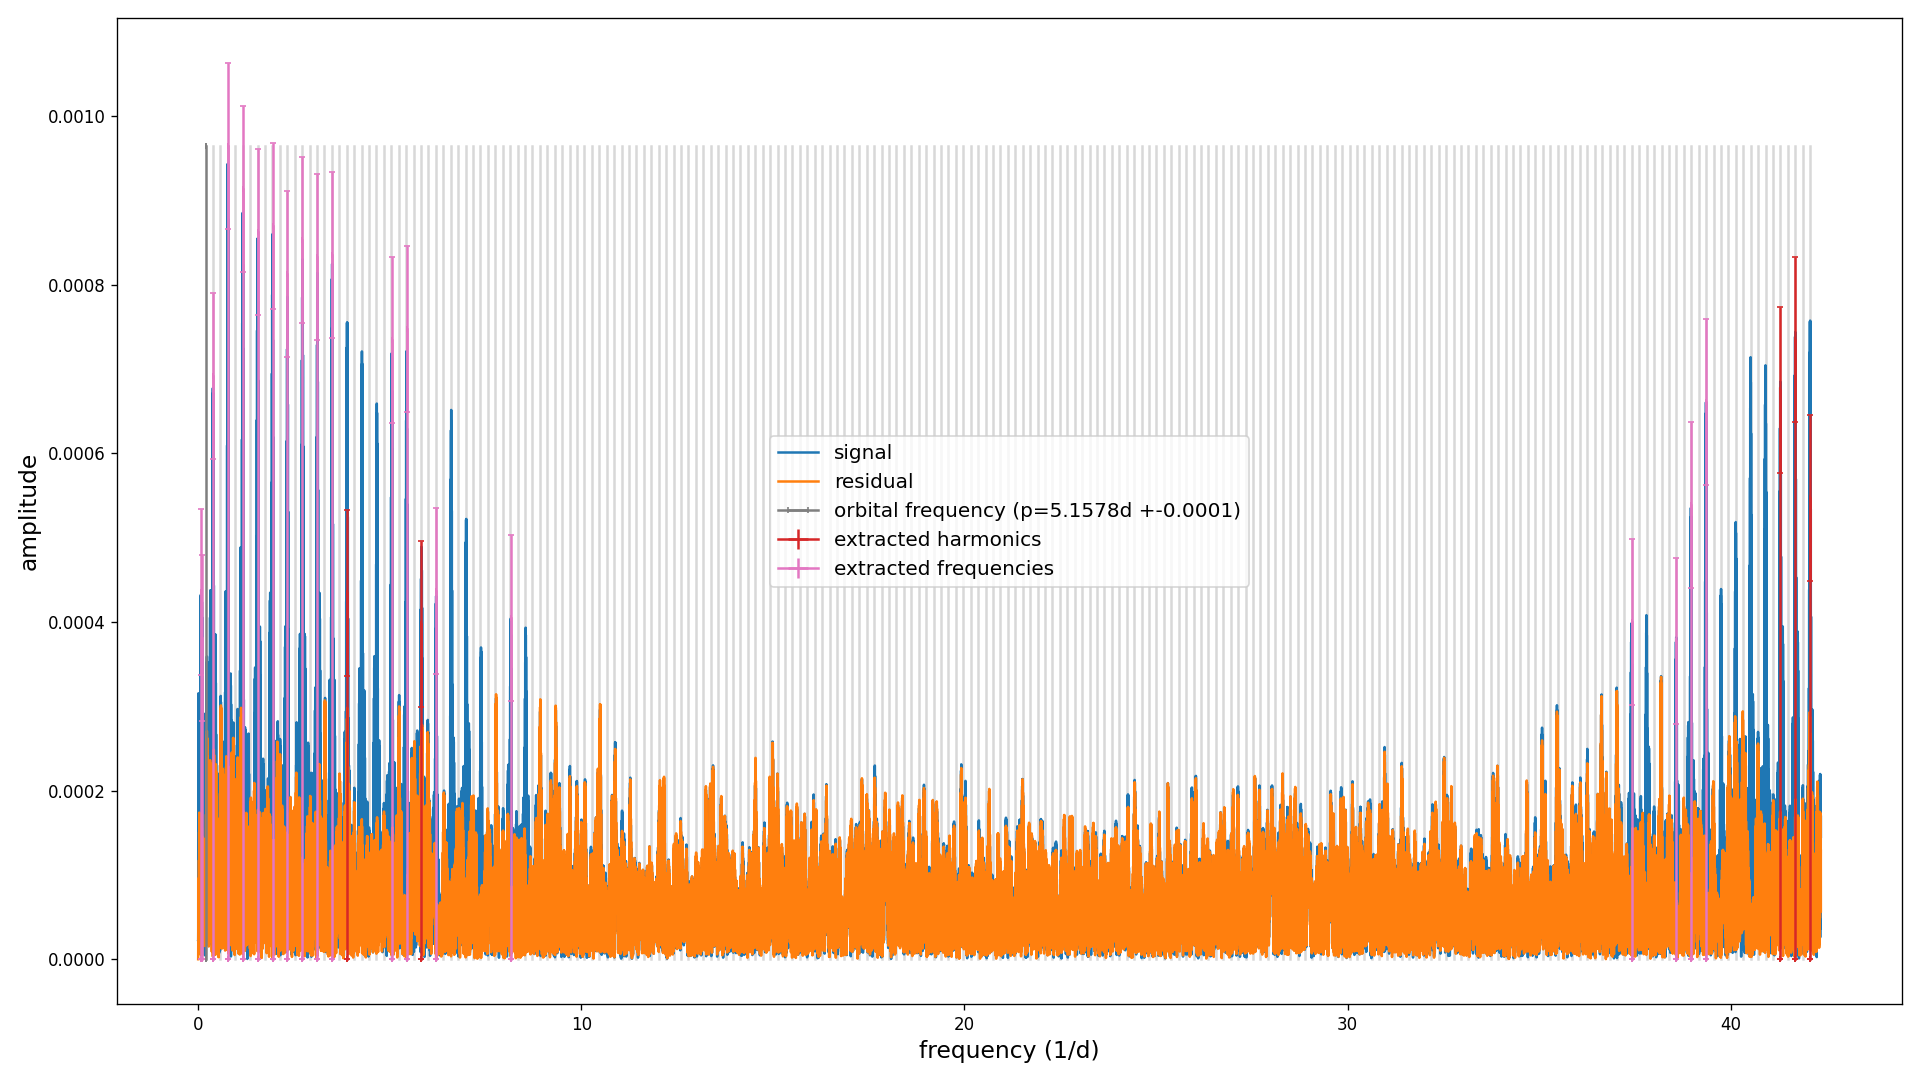 0.0010
0.0008
0.0006
0.0004
0.0002
0.0000
amplitude
signal
residual
orbital frequency (p=5.1578d +-0.0001)
extracted harmonics
extracted frequencies
0 10 20 30 40
frequency (1/d)